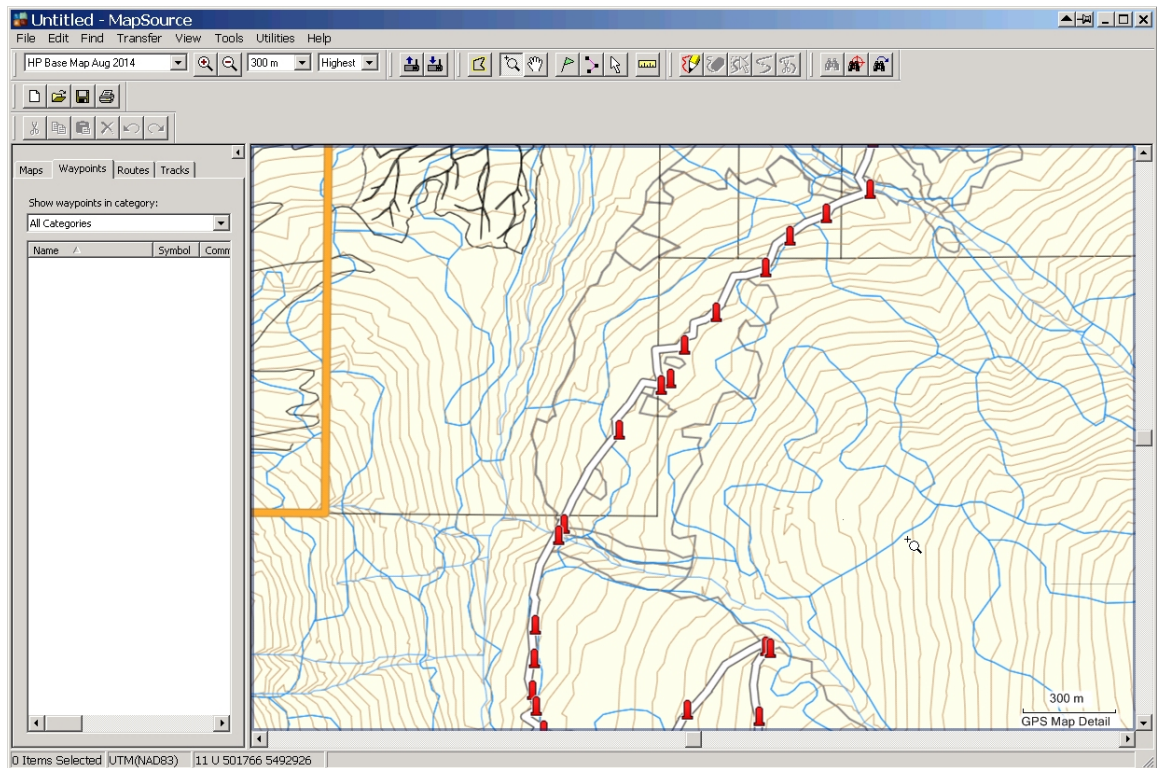 Untitled - MapSource
File Edit Find Transfer View Tools Utilities Help
HP Base Map Aug 2014 300 m Highest
Maps Waypoints Routes Tracks
Show waypoints in category:
All Categories
Name Symbol Comm
300 m
GPS Map Detail
0 Items Selected UTM(NAD83) 11 U 501766 5492926